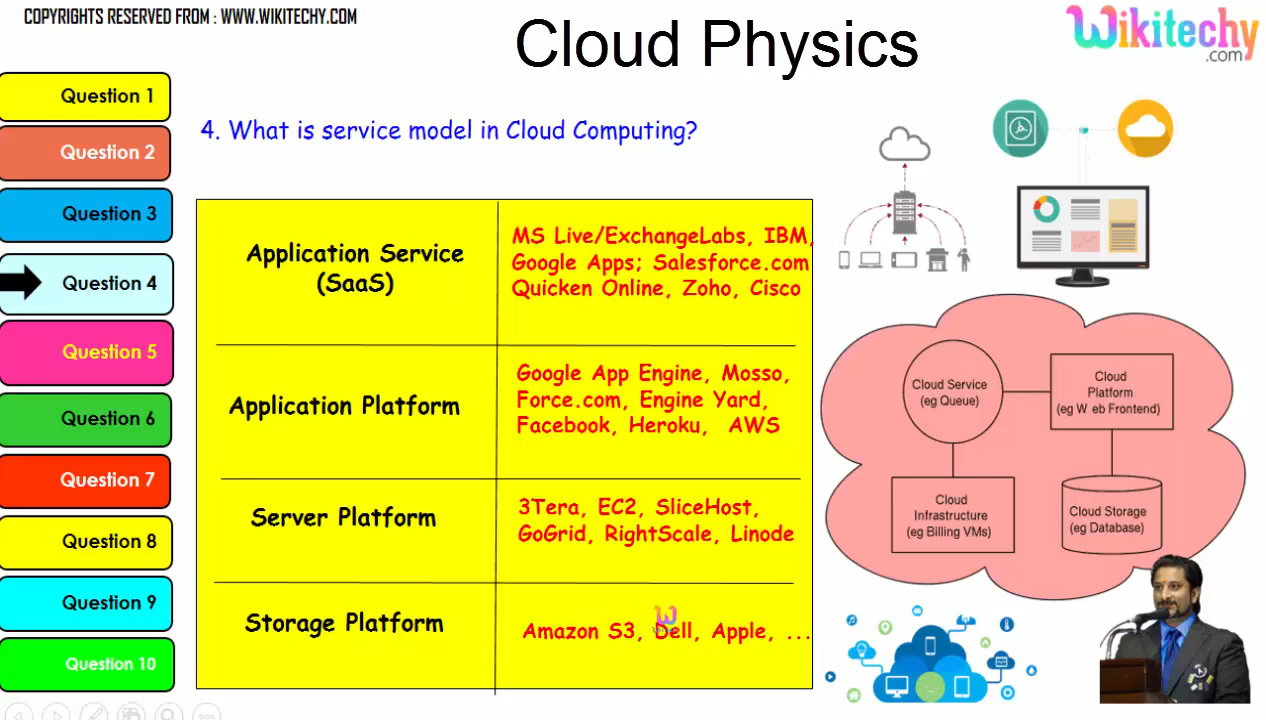 COPYRIGHTS RESERVED FROM : WWW.WIKITECHY.COM
Cloud Physics
Wikitechy
.com
Question 1
Question 2
Question 3
Question 4
Question 5
Question 6
Question 7
Question 8
Question 9
Question 10
4. What is service model in Cloud Computing?
Application Service
(SaaS)
MS Live/ExchangeLabs, IBM,
Google Apps; Salesforce.com
Quicken Online, Zoho, Cisco
Application Platform
Google App Engine, Mosso,
Force.com, Engine Yard,
Facebook, Heroku, AWS
Server Platform
3Tera, EC2, SliceHost,
GoGrid, RightScale, Linode
Storage Platform
Amazon S3, Dell, Apple, ...
Cloud Service
(eg Queue)
Cloud
Platform
(eg W eb Frontend)
Cloud
Infrastructure
(eg Billing VMs)
Cloud Storage
(eg Database)